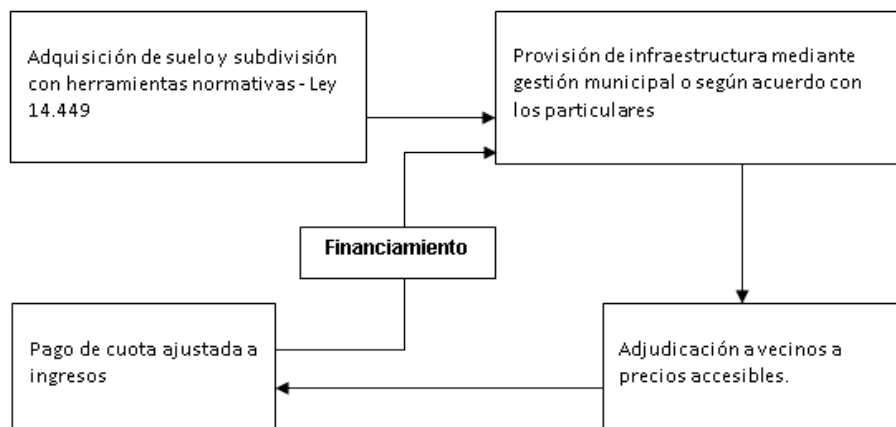 Adquisición de suelo y subdivisión
con herramientas normativas - Ley
14.449
Provisión de infraestructura mediante
gestión municipal o según acuerdo con
los particulares
Financiamiento
Pago de cuota ajustada a
ingresos
Adjudicación a vecinos a
precios accesibles.